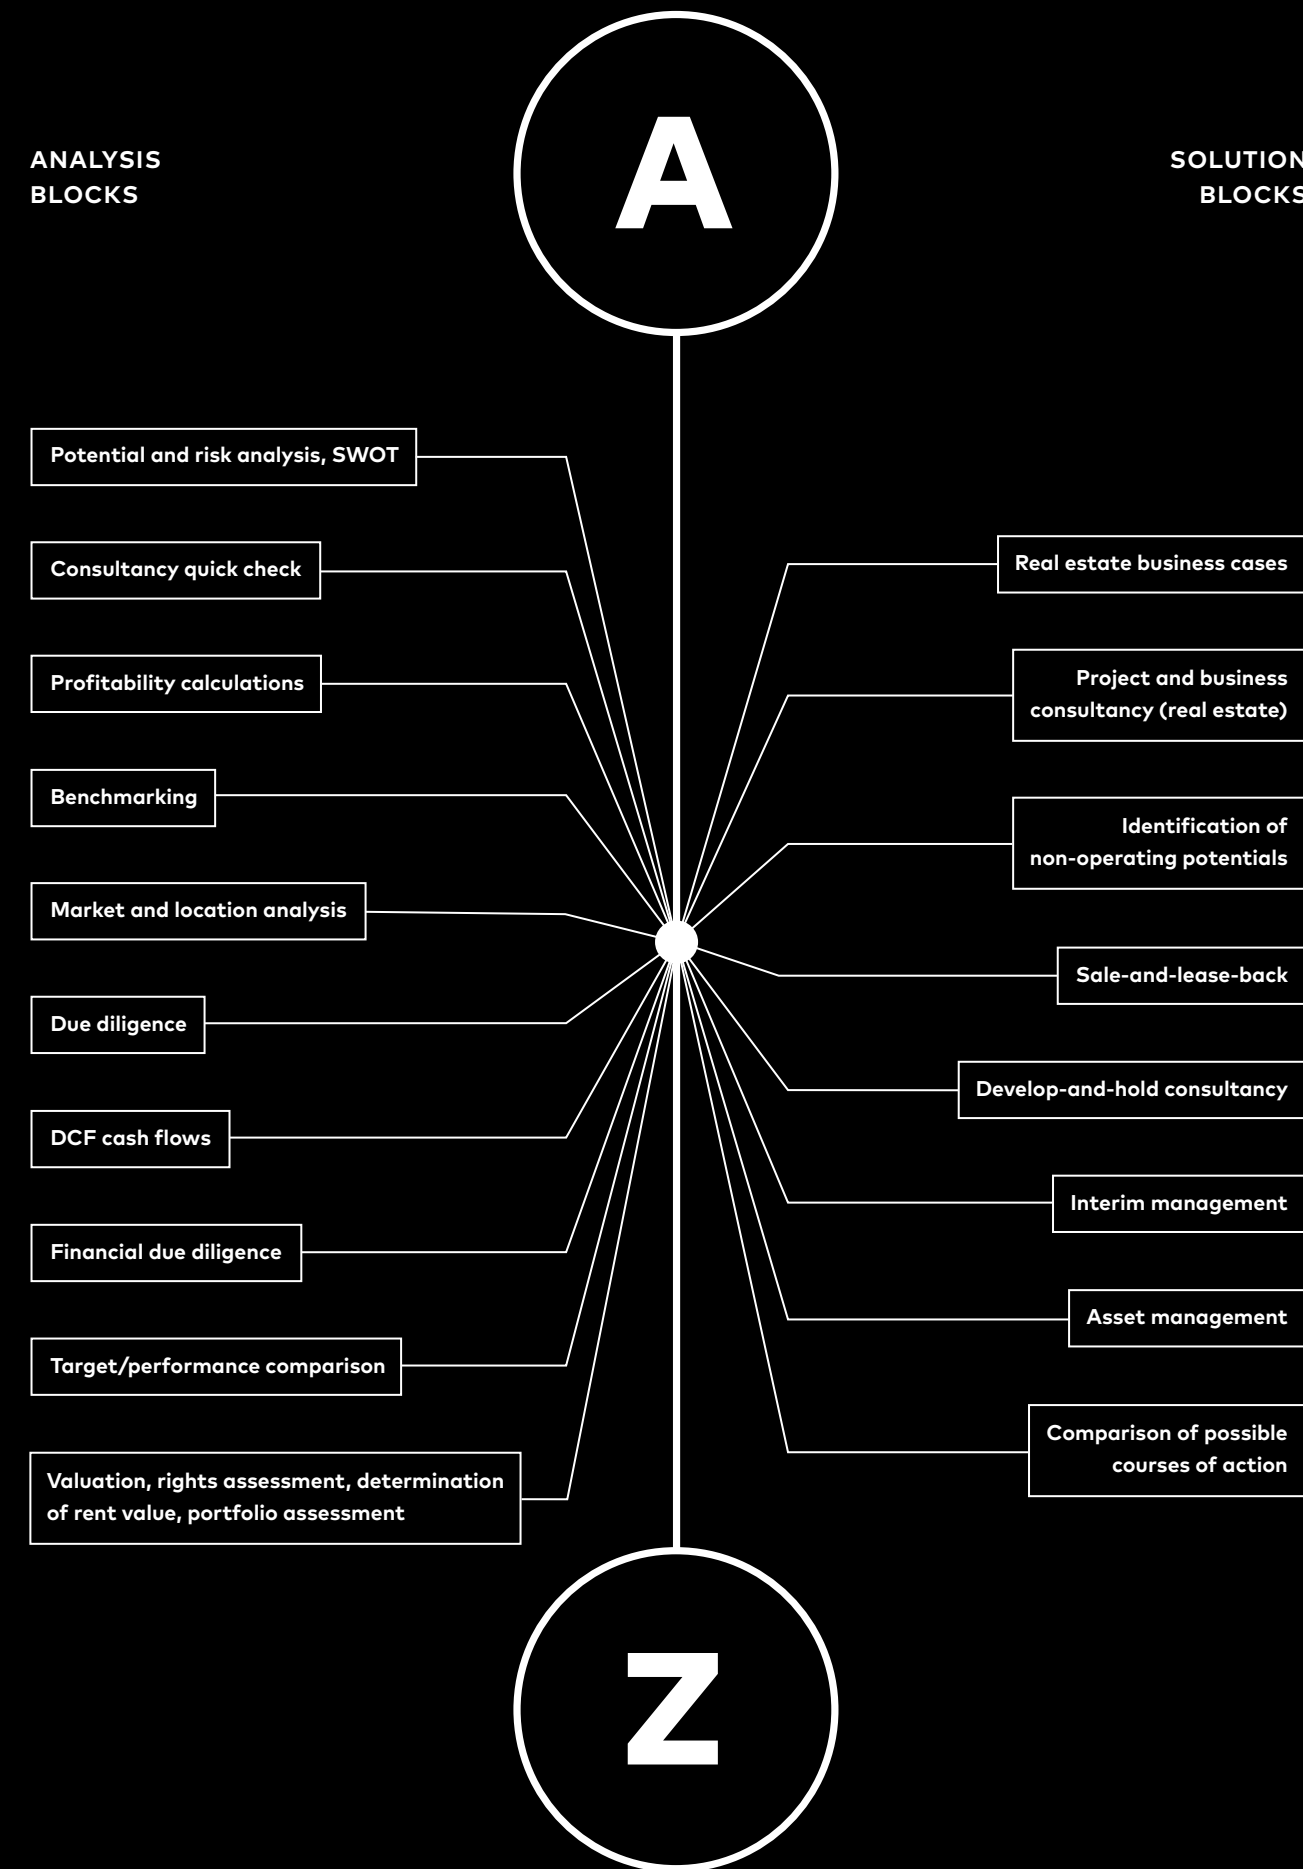 A
ANALYSIS
BLOCKS
SOLUTION
BLOCKS
Potential and risk analysis, SWOT
Consultancy quick check
Profitability calculations
Benchmarking
Market and location analysis
Due diligence
DCF cash flows
Financial due diligence
Target/performance comparison
Valuation, rights assessment, determination
of rent value, portfolio assessment
Real estate business cases
Project and business
consultancy (real estate)
Identification of
non-operating potentials
Sale-and-lease-back
Develop-and-hold consultancy
Interim management
Asset management
Comparison of possible
courses of action
Z